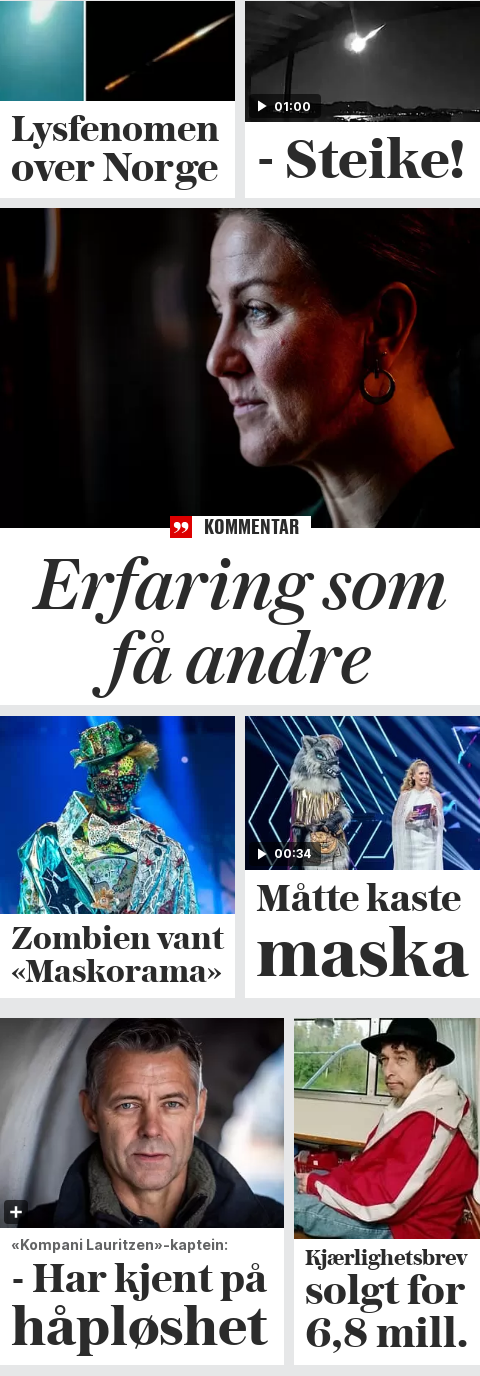 Lysfenomen
over Norge
01:00
- Steike!
KOMMENTAR
Erfaring som
få andre
Zombien vant
«Maskorama»
00:34
Måtte kaste
maska
«Kompani Lauritzen»-kaptein:
- Har kjent på
håpløshet
Kjærlighetsbrev
solgt for
6,8 mill.